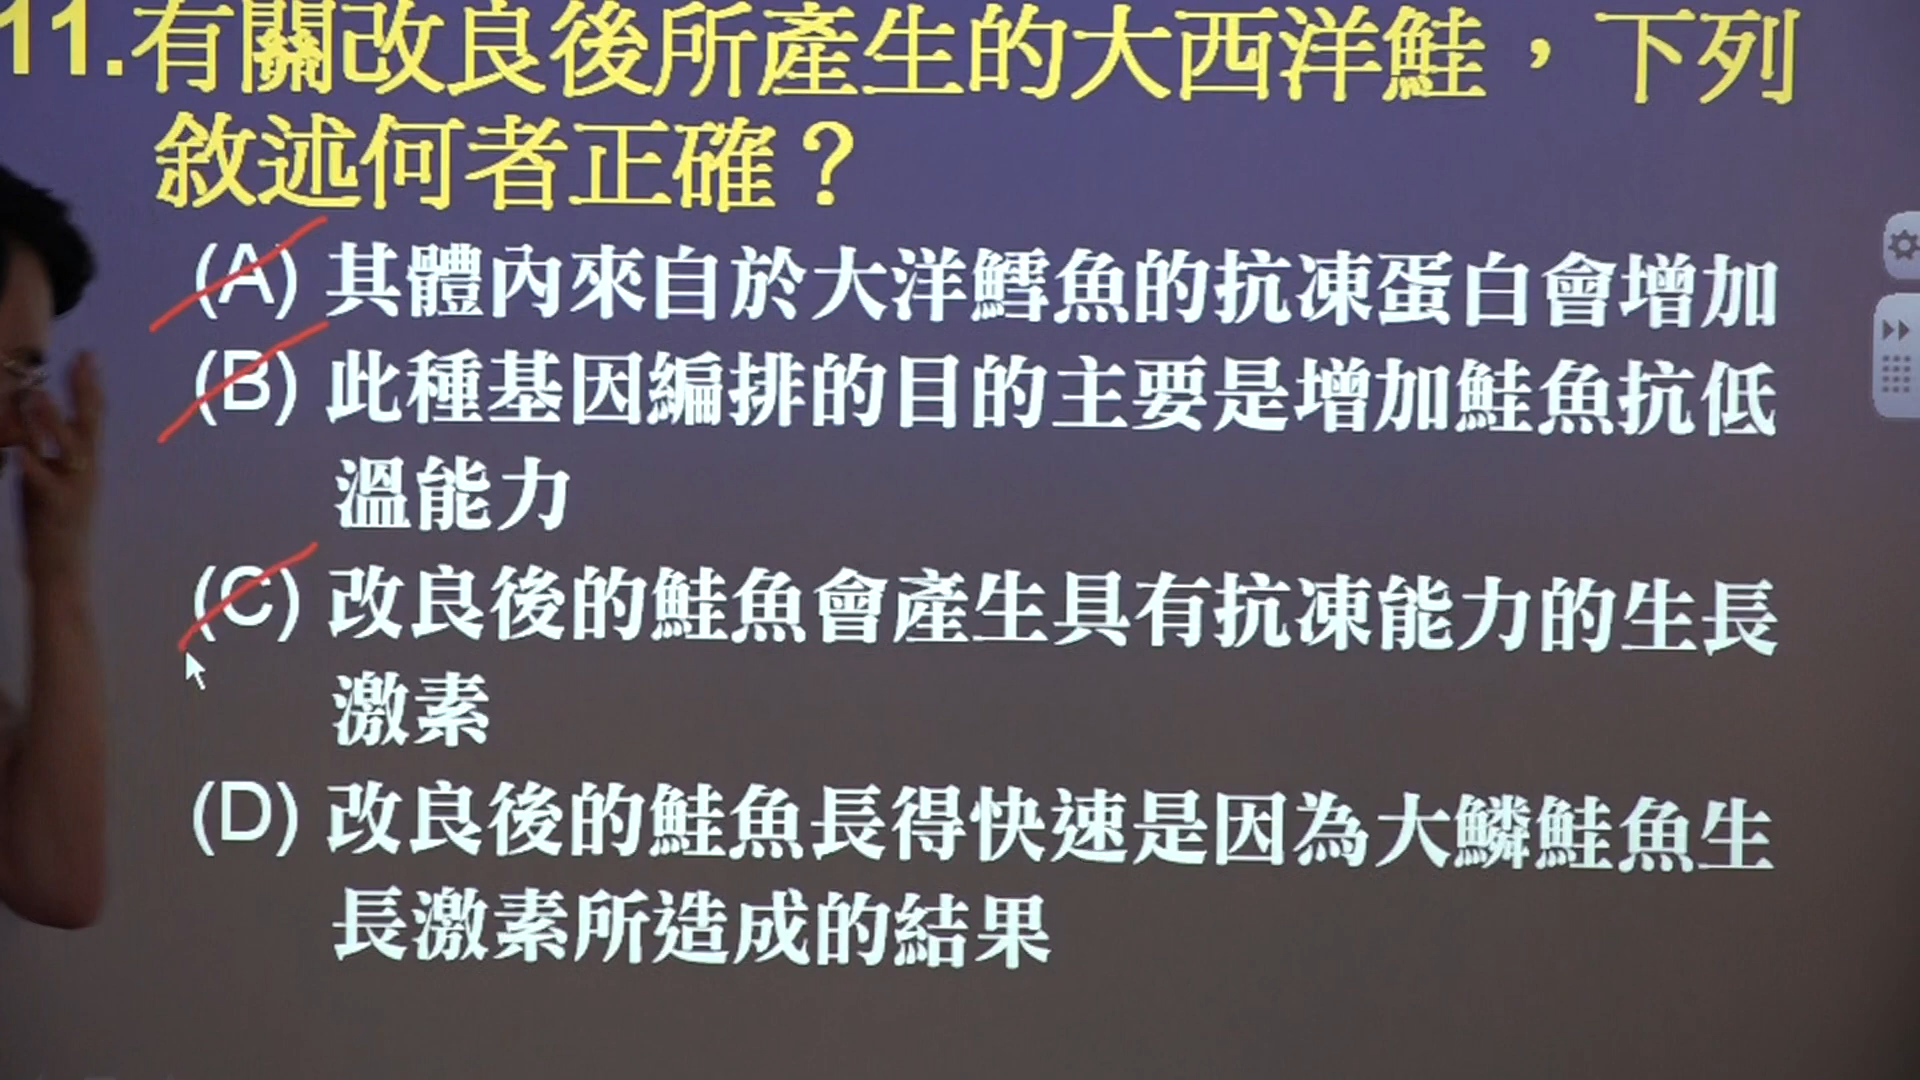 11.有關改良後所產生的大西洋鮭，下列
敘述何者正確？
(A) 其體內來自於大洋鱈魚的抗凍蛋白會增加
(B) 此種基因編排的目的主要是增加鮭魚抗低
溫能力
(C) 改良後的鮭魚會產生具有抗凍能力的生長
激素
(D) 改良後的鮭魚長得快速是因為大鱗鮭魚生
長激素所造成的結果